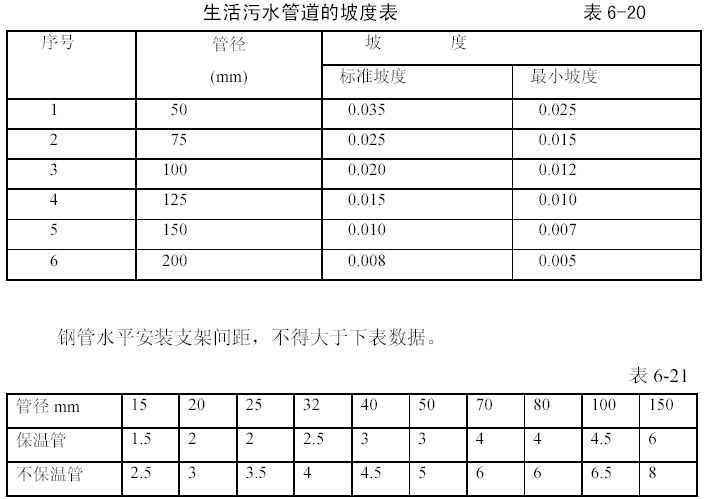 生活污水管道的坡度表 表6-20
序号 管径 坡 度
(mm) 标准坡度 最小坡度
1 50 0.035 0.025
2 75 0.025 0.015
3 100 0.020 0.012
4 125 0.015 0.010
5 150 0.010 0.007
6 200 0.008 0.005
钢管水平安装支架间距，不得大于下表数据。
表 6-21
管径 mm 15 20 25 32 40 50 70 80 100 150
保温管 1.5 2 2 2.5 3 3 4 4 4.5 6
不保温管 2.5 3 3.5 4 4.5 5 6 6 6.5 8